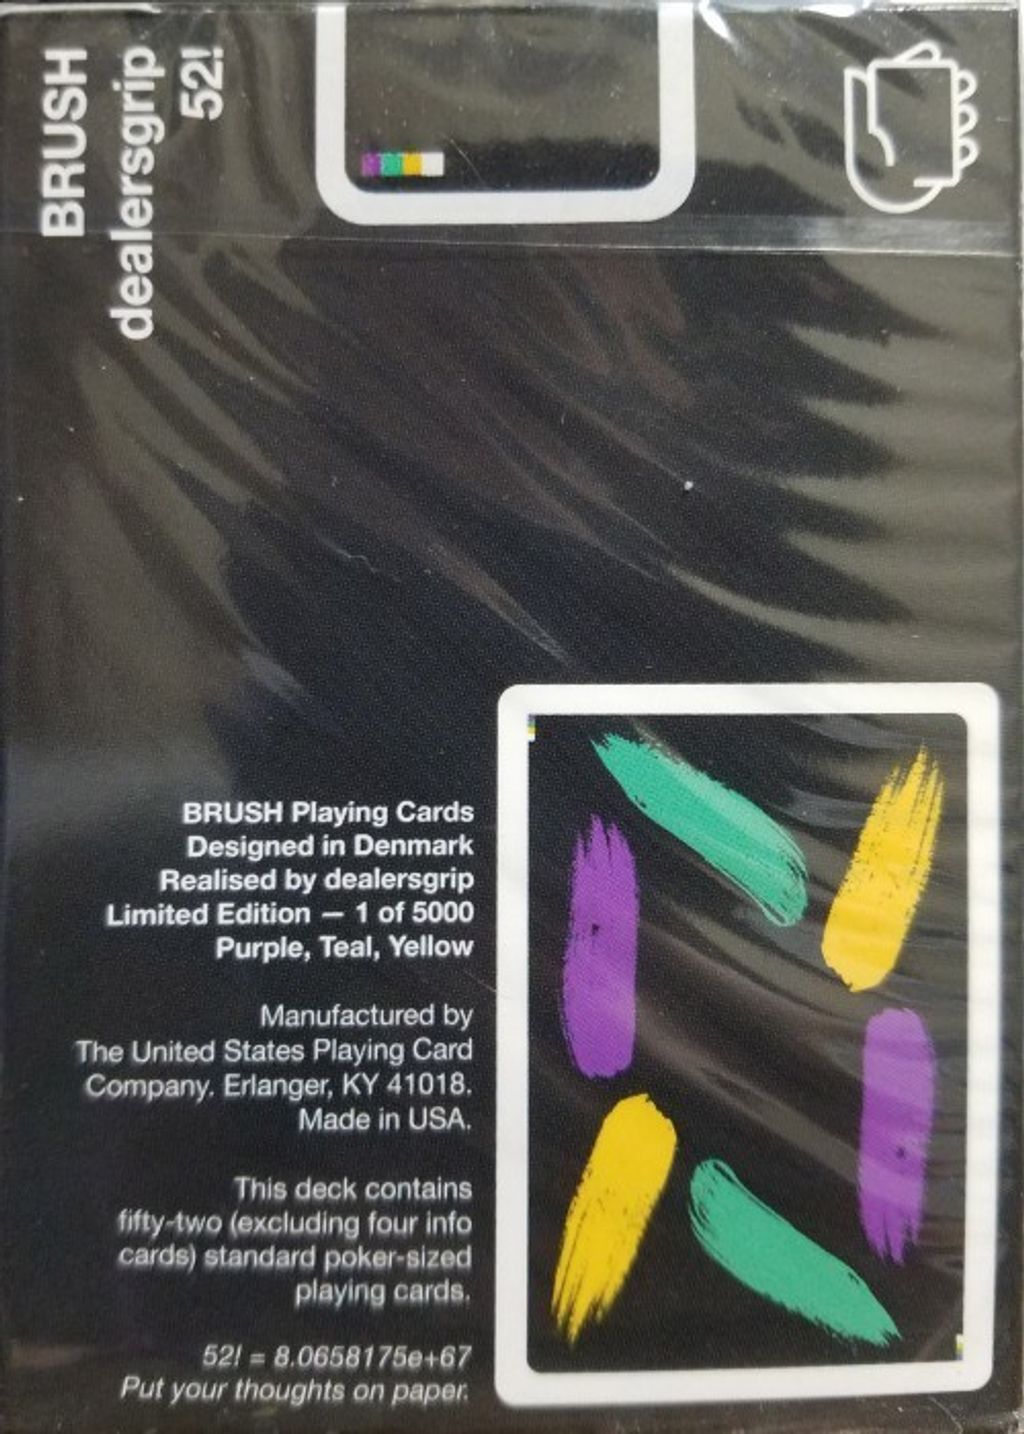 BRUSH
dealersgrip
52!
BRUSH Playing Cards
Designed in Denmark
Realised by dealersgrip
Limited Edition — 1 of 5000
Purple, Teal, Yellow
Manufactured by
The United States Playing Card
Company. Erlanger, KY 41018.
Made in USA.
This deck contains
fifty-two (excluding four info
cards) standard poker-sized
playing cards.
52! = 8.0658175e+67
Put your thoughts on paper.